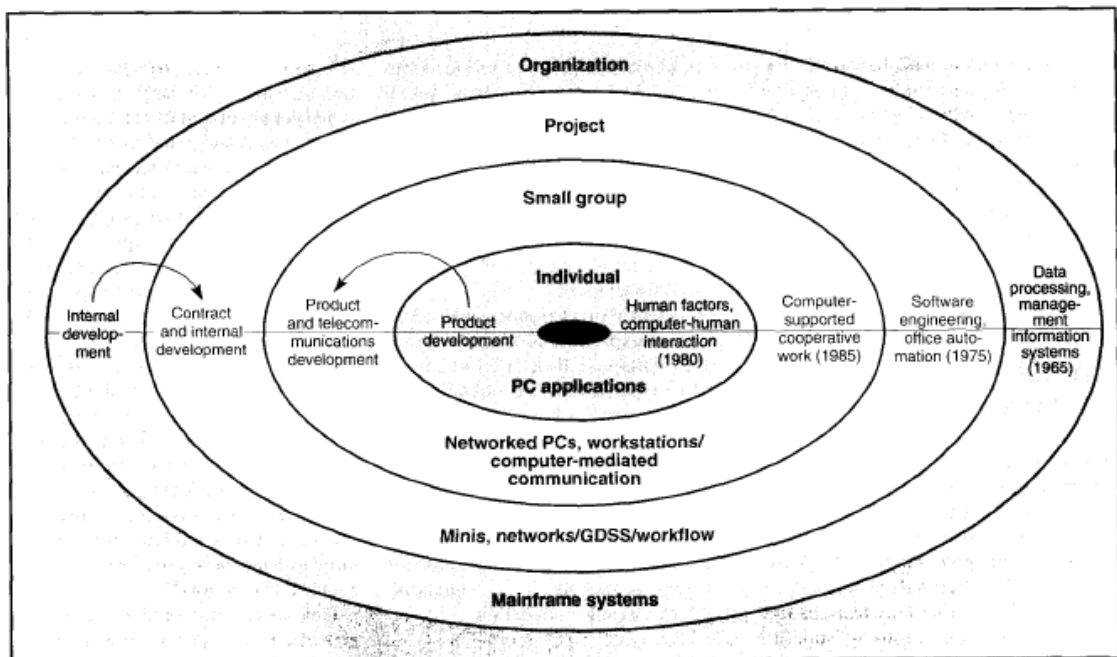 Organization
Project
Small group
Individual
Internal
develop-
ment
Contract
and internal
development
Product
and telecom-
munications
development
Product
development
Human factors,
computer-human
interaction
(1980)
Computer-
supported
cooperative
work (1985)
Software
engineering,
office auto-
mation (1975)
Data
processing,
manage-
ment
information
systems
(1965)
PC applications
Networked PCs, workstations/
computer-mediated
communication
Minis, networks/GDSS/workflow
Mainframe systems